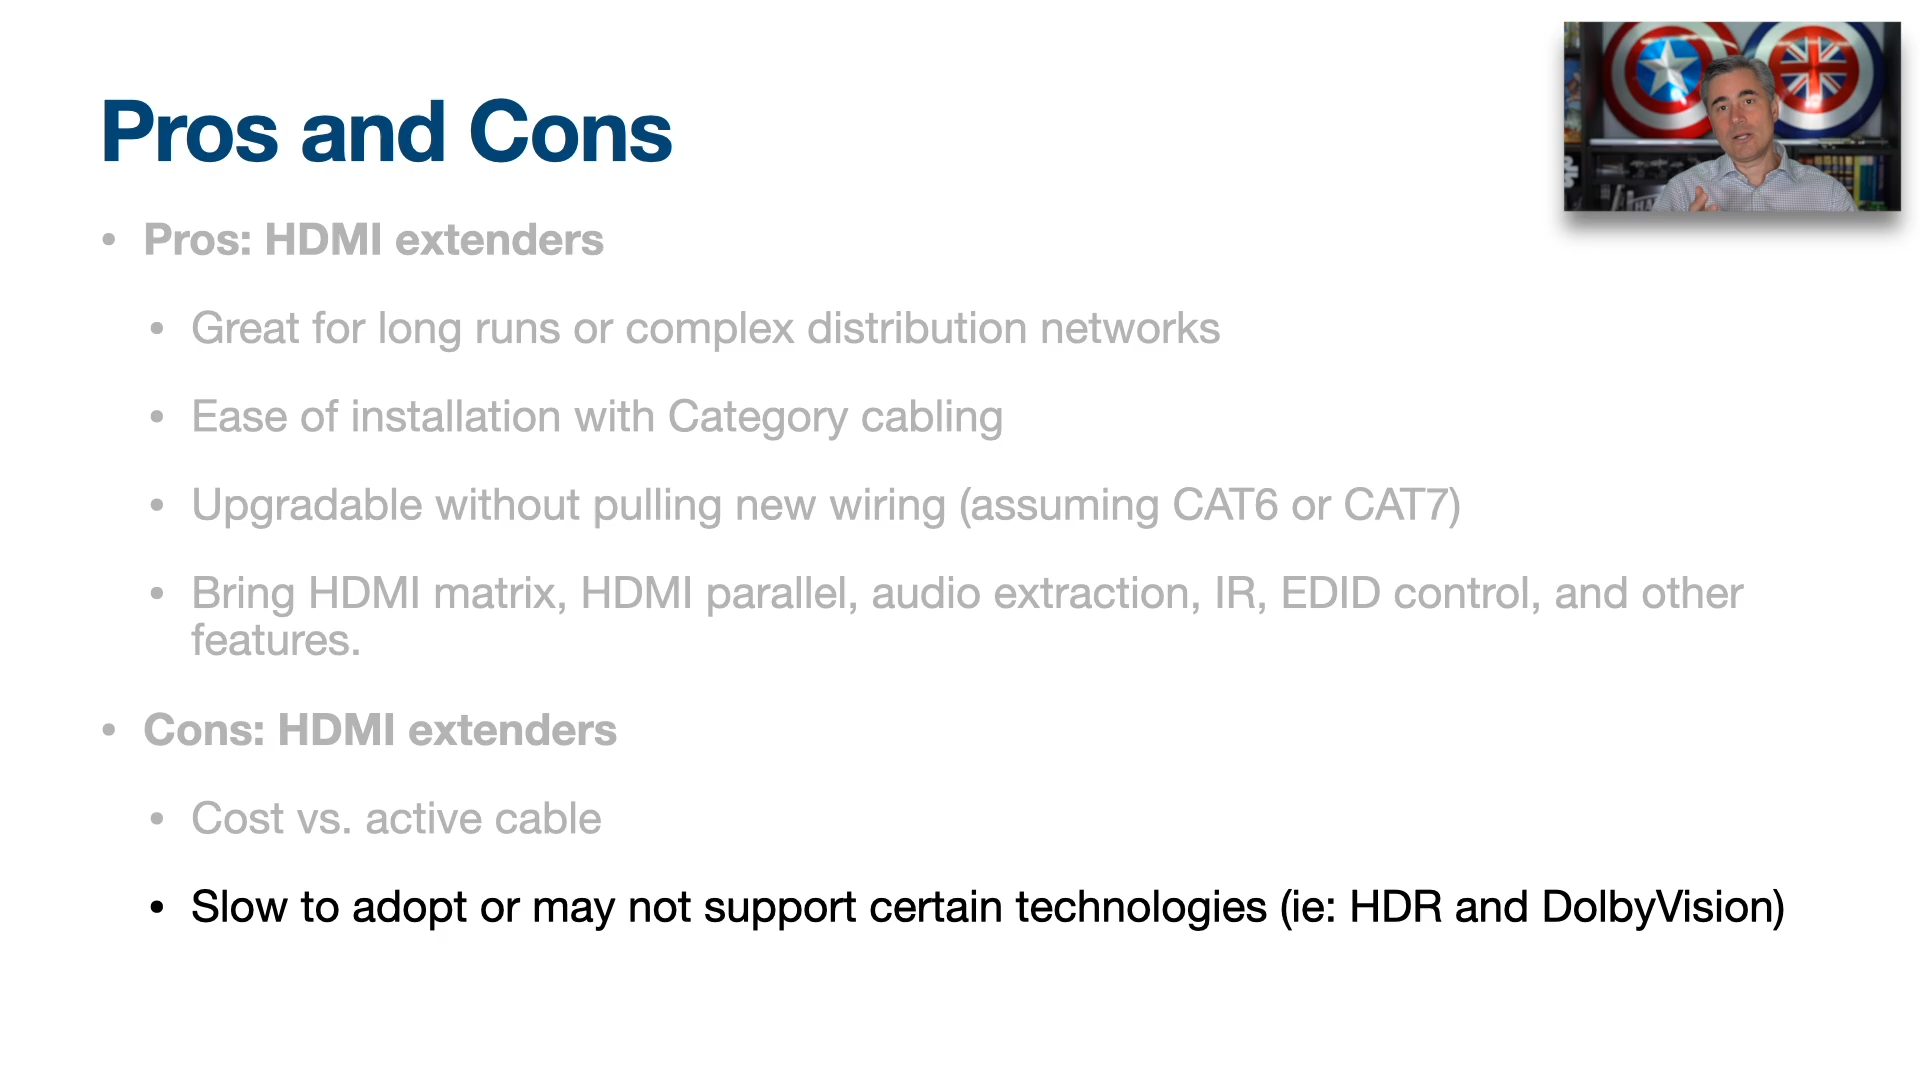 Pros and Cons
• Pros: HDMI extenders
• Great for long runs or complex distribution networks
• Ease of installation with Category cabling
• Upgradable without pulling new wiring (assuming CAT6 or CAT7)
• Bring HDMI matrix, HDMI parallel, audio extraction, IR, EDID control, and other
features.
• Cons: HDMI extenders
• Cost vs. active cable
• Slow to adopt or may not support certain technologies (ie: HDR and DolbyVision)